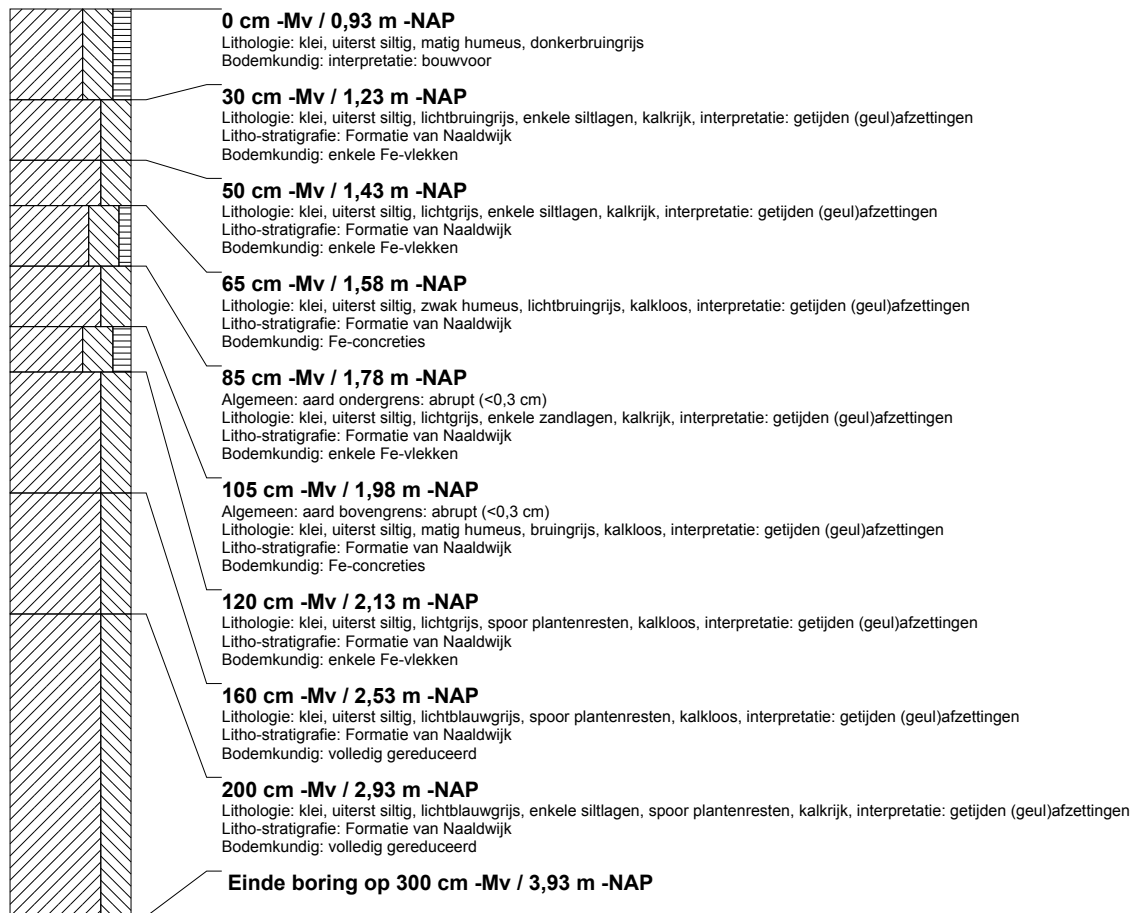 0 cm -Mv / 0,93 m -NAP
Lithologie: klei, uiterst siltig, matig humeus, donkerbruingrijs
Bodemkundig: interpretatie: bouwvoor
30 cm -Mv / 1,23 m -NAP
Lithologie: klei, uiterst siltig, lichtbruingrijs, enkele siltlagen, kalkrijk, interpretatie: getijden (geul)afzettingen
Litho-stratigrafie: Formatie van Naaldwijk
Bodemkundig: enkele Fe-vlekken
50 cm -Mv / 1,43 m -NAP
Lithologie: klei, uiterst siltig, lichtgrijs, enkele siltlagen, kalkrijk, interpretatie: getijden (geul)afzettingen
Litho-stratigrafie: Formatie van Naaldwijk
Bodemkundig: enkele Fe-vlekken
65 cm -Mv / 1,58 m -NAP
Lithologie: klei, uiterst siltig, zwak humeus, lichtbruingrijs, kalkloos, interpretatie: getijden (geul)afzettingen
Litho-stratigrafie: Formatie van Naaldwijk
Bodemkundig: Fe-concreties
85 cm -Mv / 1,78 m -NAP
Algemeen: aard ondergrens: abrupt (<0,3 cm)
Lithologie: klei, uiterst siltig, lichtgrijs, enkele zandlagen, kalkrijk, interpretatie: getijden (geul)afzettingen
Litho-stratigrafie: Formatie van Naaldwijk
Bodemkundig: enkele Fe-vlekken
105 cm -Mv / 1,98 m -NAP
Algemeen: aard bovengrens: abrupt (<0,3 cm)
Lithologie: klei, uiterst siltig, matig humeus, bruingrijs, kalkloos, interpretatie: getijden (geul)afzettingen
Litho-stratigrafie: Formatie van Naaldwijk
Bodemkundig: Fe-concreties
120 cm -Mv / 2,13 m -NAP
Lithologie: klei, uiterst siltig, lichtgrijs, spoor plantenresten, kalkloos, interpretatie: getijden (geul)afzettingen
Litho-stratigrafie: Formatie van Naaldwijk
Bodemkundig: enkele Fe-vlekken
160 cm -Mv / 2,53 m -NAP
Lithologie: klei, uiterst siltig, lichtblauwgrijs, spoor plantenresten, kalkloos, interpretatie: getijden (geul)afzettingen
Litho-stratigrafie: Formatie van Naaldwijk
Bodemkundig: volledig gereduceerd
200 cm -Mv / 2,93 m -NAP
Lithologie: klei, uiterst siltig, lichtblauwgrijs, enkele siltlagen, spoor plantenresten, kalkrijk, interpretatie: getijden (geul)afzettingen
Litho-stratigrafie: Formatie van Naaldwijk
Bodemkundig: volledig gereduceerd
Einde boring op 300 cm -Mv / 3,93 m -NAP